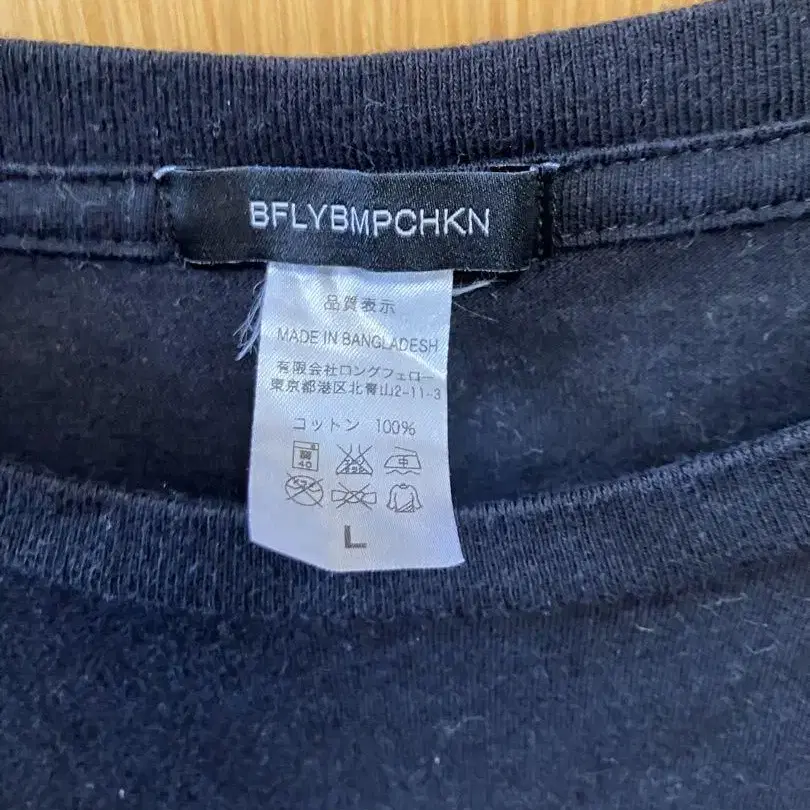 BFLYBMPCHKN
品質表示
MADE IN BANGLADESH
有限会社ロングフェロー
東京都港区北青山2-11-3
コットン 100%
40
中
L